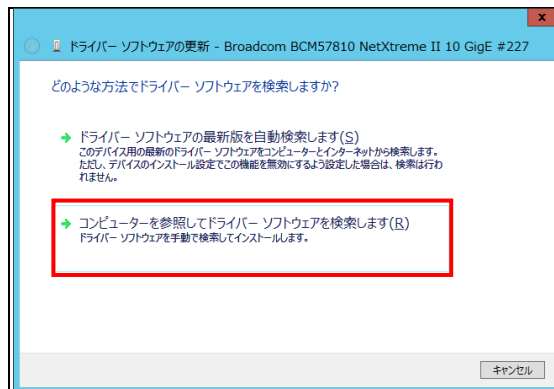 x
ドライバー ソフトウェアの更新 - Broadcom BCM57810 NetXtreme II 10 GigE #227
どのような方法でドライバー ソフトウェアを検索しますか?
ドライバー ソフトウェアの最新版を自動検索します(S)
このデバイス用の最新のドライバー ソフトウェアをコンピューターとインターネットから検索します。
ただし、デバイスのインストール設定でこの機能を無効にするよう設定した場合は、検索は行わ
れません。
コンピューターを参照してドライバー ソフトウェアを検索します(R)
ドライバー ソフトウェアを手動で検索してインストールします。
キャンセル